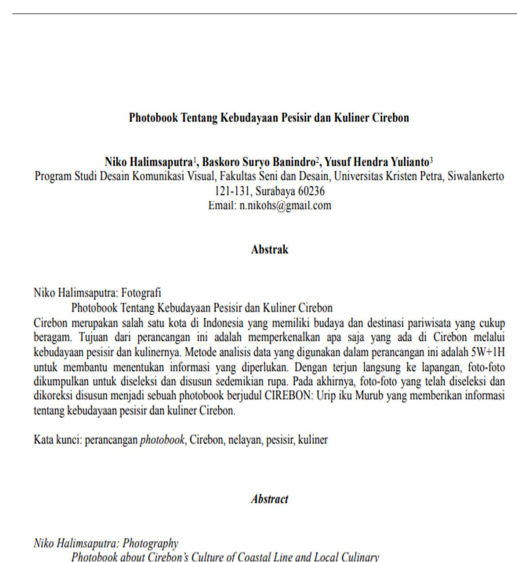 Photobook Tentang Kebudayaan Pesisir dan Kuliner Cirebon
Niko Halimsaputra¹, Baskoro Suryo Banindro², Yusuf Hendra Yulianto³
Program Studi Desain Komunikasi Visual, Fakultas Seni dan Desain, Universitas Kristen Petra, Siwalankerto
121-131, Surabaya 60236
Email: n.nikohs@gmail.com
Abstrak
Niko Halimsaputra: Fotografi
Photobook Tentang Kebudayaan Pesisir dan Kuliner Cirebon
Cirebon merupakan salah satu kota di Indonesia yang memiliki budaya dan destinasi pariwisata yang cukup
beragam. Tujuan dari perancangan ini adalah memperkenalkan apa saja yang ada di Cirebon melalui
kebudayaan pesisir dan kulinernya. Metode analisis data yang digunakan dalam perancangan ini adalah 5W+1H
untuk membantu menentukan informasi yang diperlukan. Dengan terjun langsung ke lapangan, foto-foto
dikumpulkan untuk diseleksi dan disusun sedemikian rupa. Pada akhirnya, foto-foto yang telah diseleksi dan
dikoreksi disusun menjadi sebuah photobook berjudul CIREBON: Urip iku Murub yang memberikan informasi
tentang kebudayaan pesisir dan kuliner Cirebon.
Kata kunci: perancangan photobook, Cirebon, nelayan, pesisir, kuliner
Abstract
Niko Halimsaputra: Photography
Photobook about Cirebon's Culture of Coastal Line and Local Culinary